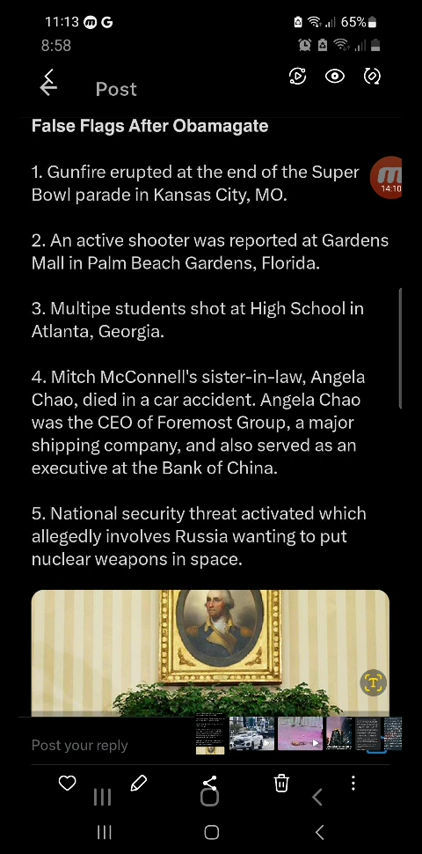 11:13 G 65%
8:58
Post
False Flags After Obamagate
1. Gunfire erupted at the end of the Super
Bowl parade in Kansas City, MO.
14:10
2. An active shooter was reported at Gardens
Mall in Palm Beach Gardens, Florida.
3. Multipe students shot at High School in
Atlanta, Georgia.
4. Mitch McConnell's sister-in-law, Angela
Chao, died in a car accident. Angela Chao
was the CEO of Foremost Group, a major
shipping company, and also served as an
executive at the Bank of China.
5. National security threat activated which
allegedly involves Russia wanting to put
nuclear weapons in space.
T
Post your reply